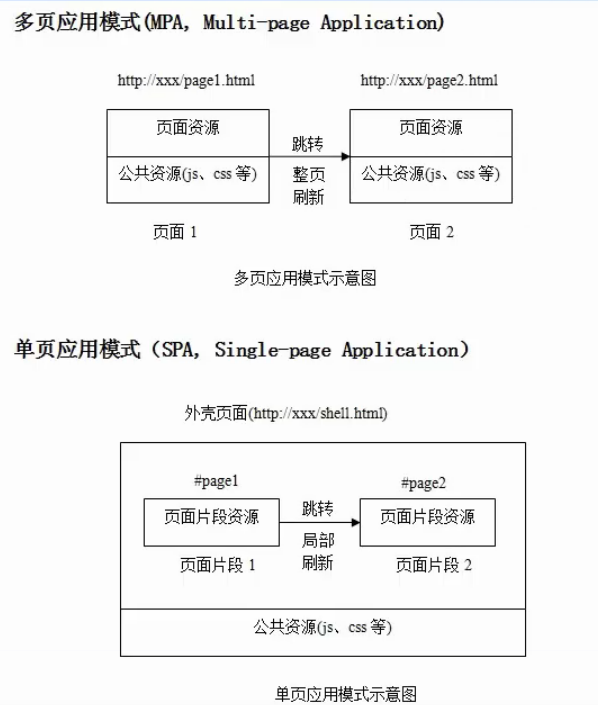 多页应用模式(MPA, Multi-page Application)
http://xxx/page1.html
http://xxx/page2.html
页面资源
公共资源(js、css 等)
页面 1
跳转
整页
刷新
页面资源
公共资源(js、css 等)
页面 2
多页应用模式示意图
单页应用模式（SPA, Single-page Application）
外壳页面(http://xxx/shell.html)
#page1
页面片段资源
页面片段 1
跳转
局部
刷新
#page2
页面片段资源
页面片段 2
公共资源(js、css 等)
单页应用模式示意图